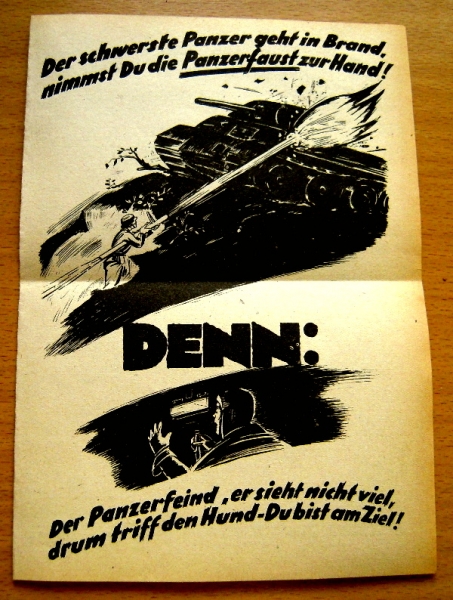 Der schwerste Panzer geht in Brand,
nimmst Du die Panzerfaust zur Hand!
DENN:
Der Panzerfeind, er sieht nicht viel,
drum triff den Hund-Du bist am Ziel!